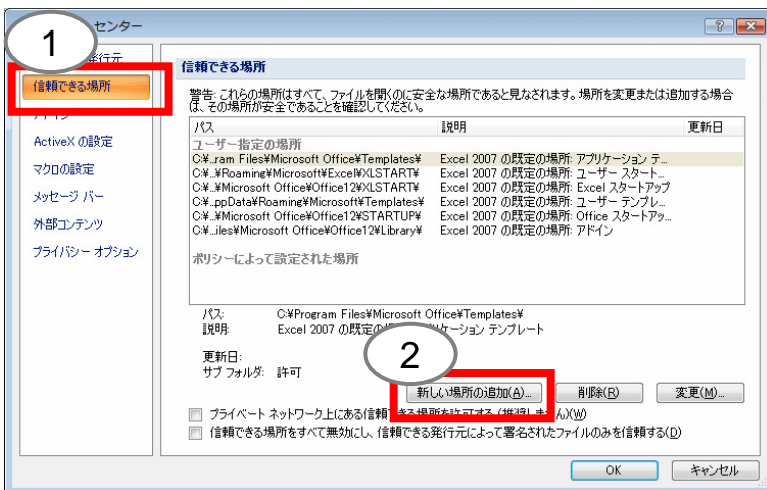 センター
1
発行元
信頼できる場所
ActiveX の設定
マクロの設定
メッセージ バー
外部コンテンツ
プライバシー オプション
信頼できる場所
警告: これらの場所はすべて、ファイルを開くのに安全な場所であると見なされます。場所を変更または追加する場合
は、その場所が安全であることを確認してください。
パス 説明 更新日
ユーザー指定の場所
C:¥...ram Files¥Microsoft Office¥Templates¥ Excel 2007 の既定の場所: アプリケーション テ...
C:¥...¥Roaming¥Microsoft¥Excel¥XLSTART¥ Excel 2007 の既定の場所: ユーザー スタート...
C:¥...¥Microsoft Office¥Office12¥XLSTART¥ Excel 2007 の既定の場所: Excel スタートアップ
C:¥...ppData¥Roaming¥Microsoft¥Templates¥ Excel 2007 の既定の場所: ユーザー テンプレ...
C:¥...¥Microsoft Office¥Office12¥STARTUP¥ Excel 2007 の既定の場所: Office スタートアッ...
C:¥...iles¥Microsoft Office¥Office12¥Library¥ Excel 2007 の既定の場所: アドイン
ポリシーによって設定された場所
パス: C:¥Program Files¥Microsoft Office¥Templates¥
説明: Excel 2007 の既定の ケーション テンプレート
2
更新日:
サブ フォルダ: 許可
新しい場所の追加(A)... 削除(R) 変更(M)...
プライベート ネットワーク上にある信頼できる場所を許可する (推奨しません)(W)
信頼できる場所をすべて無効にし、信頼できる発行元によって署名されたファイルのみを信頼する(D)
OK キャンセル